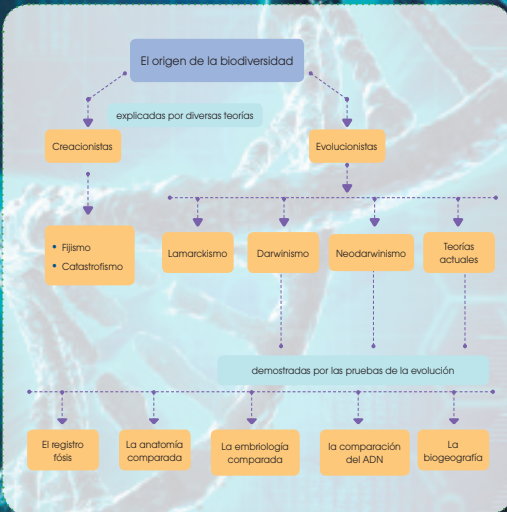 El origen de la biodiversidad
explicadas por diversas teorías
Creacionistas
Evolucionistas
• Fijismo
• Catastrofismo
Lamarckismo
Darwinismo
Neodarwinismo
Teorías
actuales
demostradas por las pruebas de la evolución
El registro
fósis
La anatomía
comparada
La embriología
comparada
la comparación
del ADN
La
biogeografía